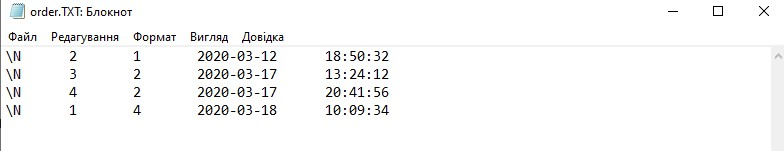 order.TXT: Блокнот
Файл Редагування Формат Вигляд Довідка
\N 2 1 2020-03-12 18:50:32
\N 3 2 2020-03-17 13:24:12
\N 4 2 2020-03-17 20:41:56
\N 1 4 2020-03-18 10:09:34